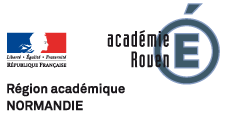 académie
Rouen
É
Liberté • Égalité • Fraternité
RÉPUBLIQUE FRANÇAISE
Région académique
NORMANDIE